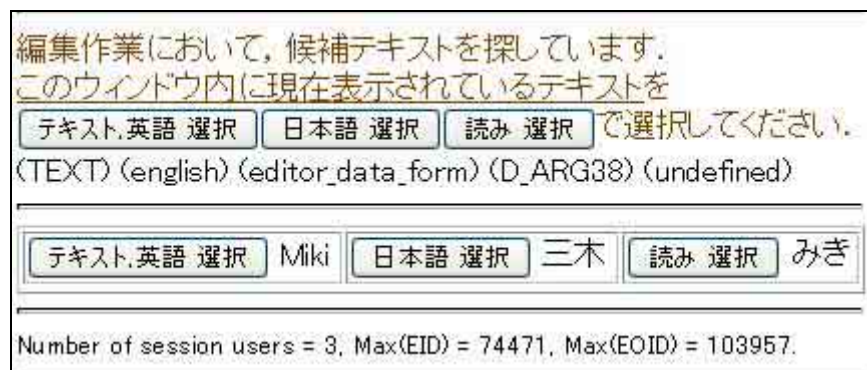 編集作業において, 候補テキストを探しています.
このウィンドウ内に現在表示されているテキストを
テキスト,英語 選択 日本語 選択 読み 選択 で選択してください.
(TEXT) (english) (editor_data_form) (D_ARG38) (undefined)
テキスト,英語 選択 Miki 日本語 選択 三木 読み 選択 みぎ
Number of session users = 3, Max(EID) = 74471, Max(EOID) = 103957.